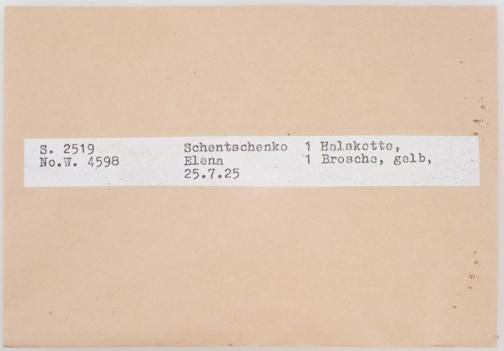 S. 2519 Schentschenko 1 Halskette,
No.W. 4598 Elena 1 Brosche, gelb,
25.7.25